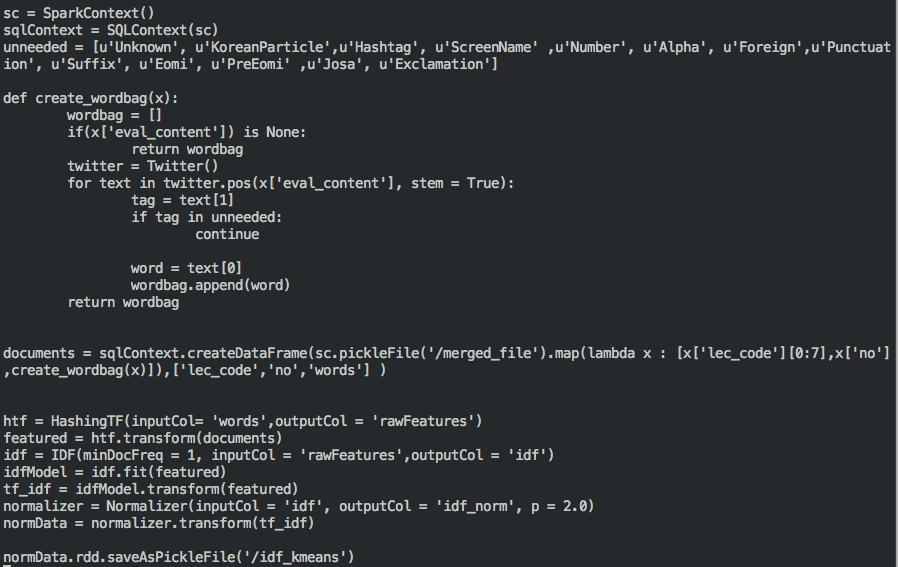 sc = SparkContext()
sqlContext = SQLContext(sc)
unneeded = [u'Unknown', u'KoreanParticle',u'Hashtag', u'ScreenName' ,u'Number', u'Alpha', u'Foreign',u'Punctuat
ion', u'Suffix', u'Eomi', u'PreEomi' ,u'Josa', u'Exclamation']
def create_wordbag(x):
        wordbag = []
        if(x['eval_content']) is None:
                return wordbag
        twitter = Twitter()
        for text in twitter.pos(x['eval_content'], stem = True):
                tag = text[1]
                if tag in unneeded:
                        continue
                word = text[0]
                wordbag.append(word)
        return wordbag
documents = sqlContext.createDataFrame(sc.pickleFile('/merged_file').map(lambda x : [x['lec_code'][0:7],x['no']
,create_wordbag(x)]),['lec_code','no','words'] )
htf = HashingTF(inputCol= 'words',outputCol = 'rawFeatures')
featured = htf.transform(documents)
idf = IDF(minDocFreq = 1, inputCol = 'rawFeatures',outputCol = 'idf')
idfModel = idf.fit(featured)
tf_idf = idfModel.transform(featured)
normalizer = Normalizer(inputCol = 'idf', outputCol = 'idf_norm', p = 2.0)
normData = normalizer.transform(tf_idf)
normData.rdd.saveAsPickleFile('/idf_kmeans')